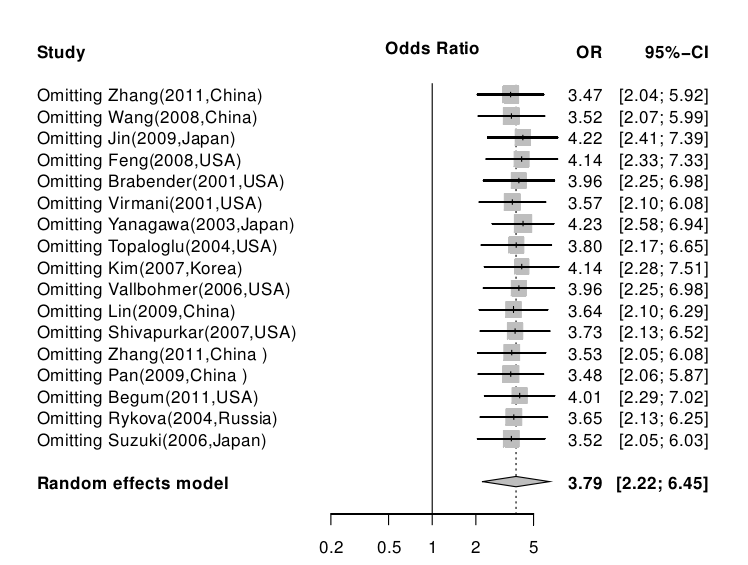 Study Odds Ratio OR 95%−CI
Omitting Zhang(2011,China) 3.47 [2.04; 5.92]
Omitting Wang(2008,China) 3.52 [2.07; 5.99]
Omitting Jin(2009,Japan) 4.22 [2.41; 7.39]
Omitting Feng(2008,USA) 4.14 [2.33; 7.33]
Omitting Brabender(2001,USA) 3.96 [2.25; 6.98]
Omitting Virmani(2001,USA) 3.57 [2.10; 6.08]
Omitting Yanagawa(2003,Japan) 4.23 [2.58; 6.94]
Omitting Topaloglu(2004,USA) 3.80 [2.17; 6.65]
Omitting Kim(2007,Korea) 4.14 [2.28; 7.51]
Omitting Vallbohmer(2006,USA) 3.96 [2.25; 6.98]
Omitting Lin(2009,China) 3.64 [2.10; 6.29]
Omitting Shivapurkar(2007,USA) 3.73 [2.13; 6.52]
Omitting Zhang(2011,China ) 3.53 [2.05; 6.08]
Omitting Pan(2009,China ) 3.48 [2.06; 5.87]
Omitting Begum(2011,USA) 4.01 [2.29; 7.02]
Omitting Rykova(2004,Russia) 3.65 [2.13; 6.25]
Omitting Suzuki(2006,Japan) 3.52 [2.05; 6.03]
Random effects model 3.79 [2.22; 6.45]
0.2 0.5 1 2 5